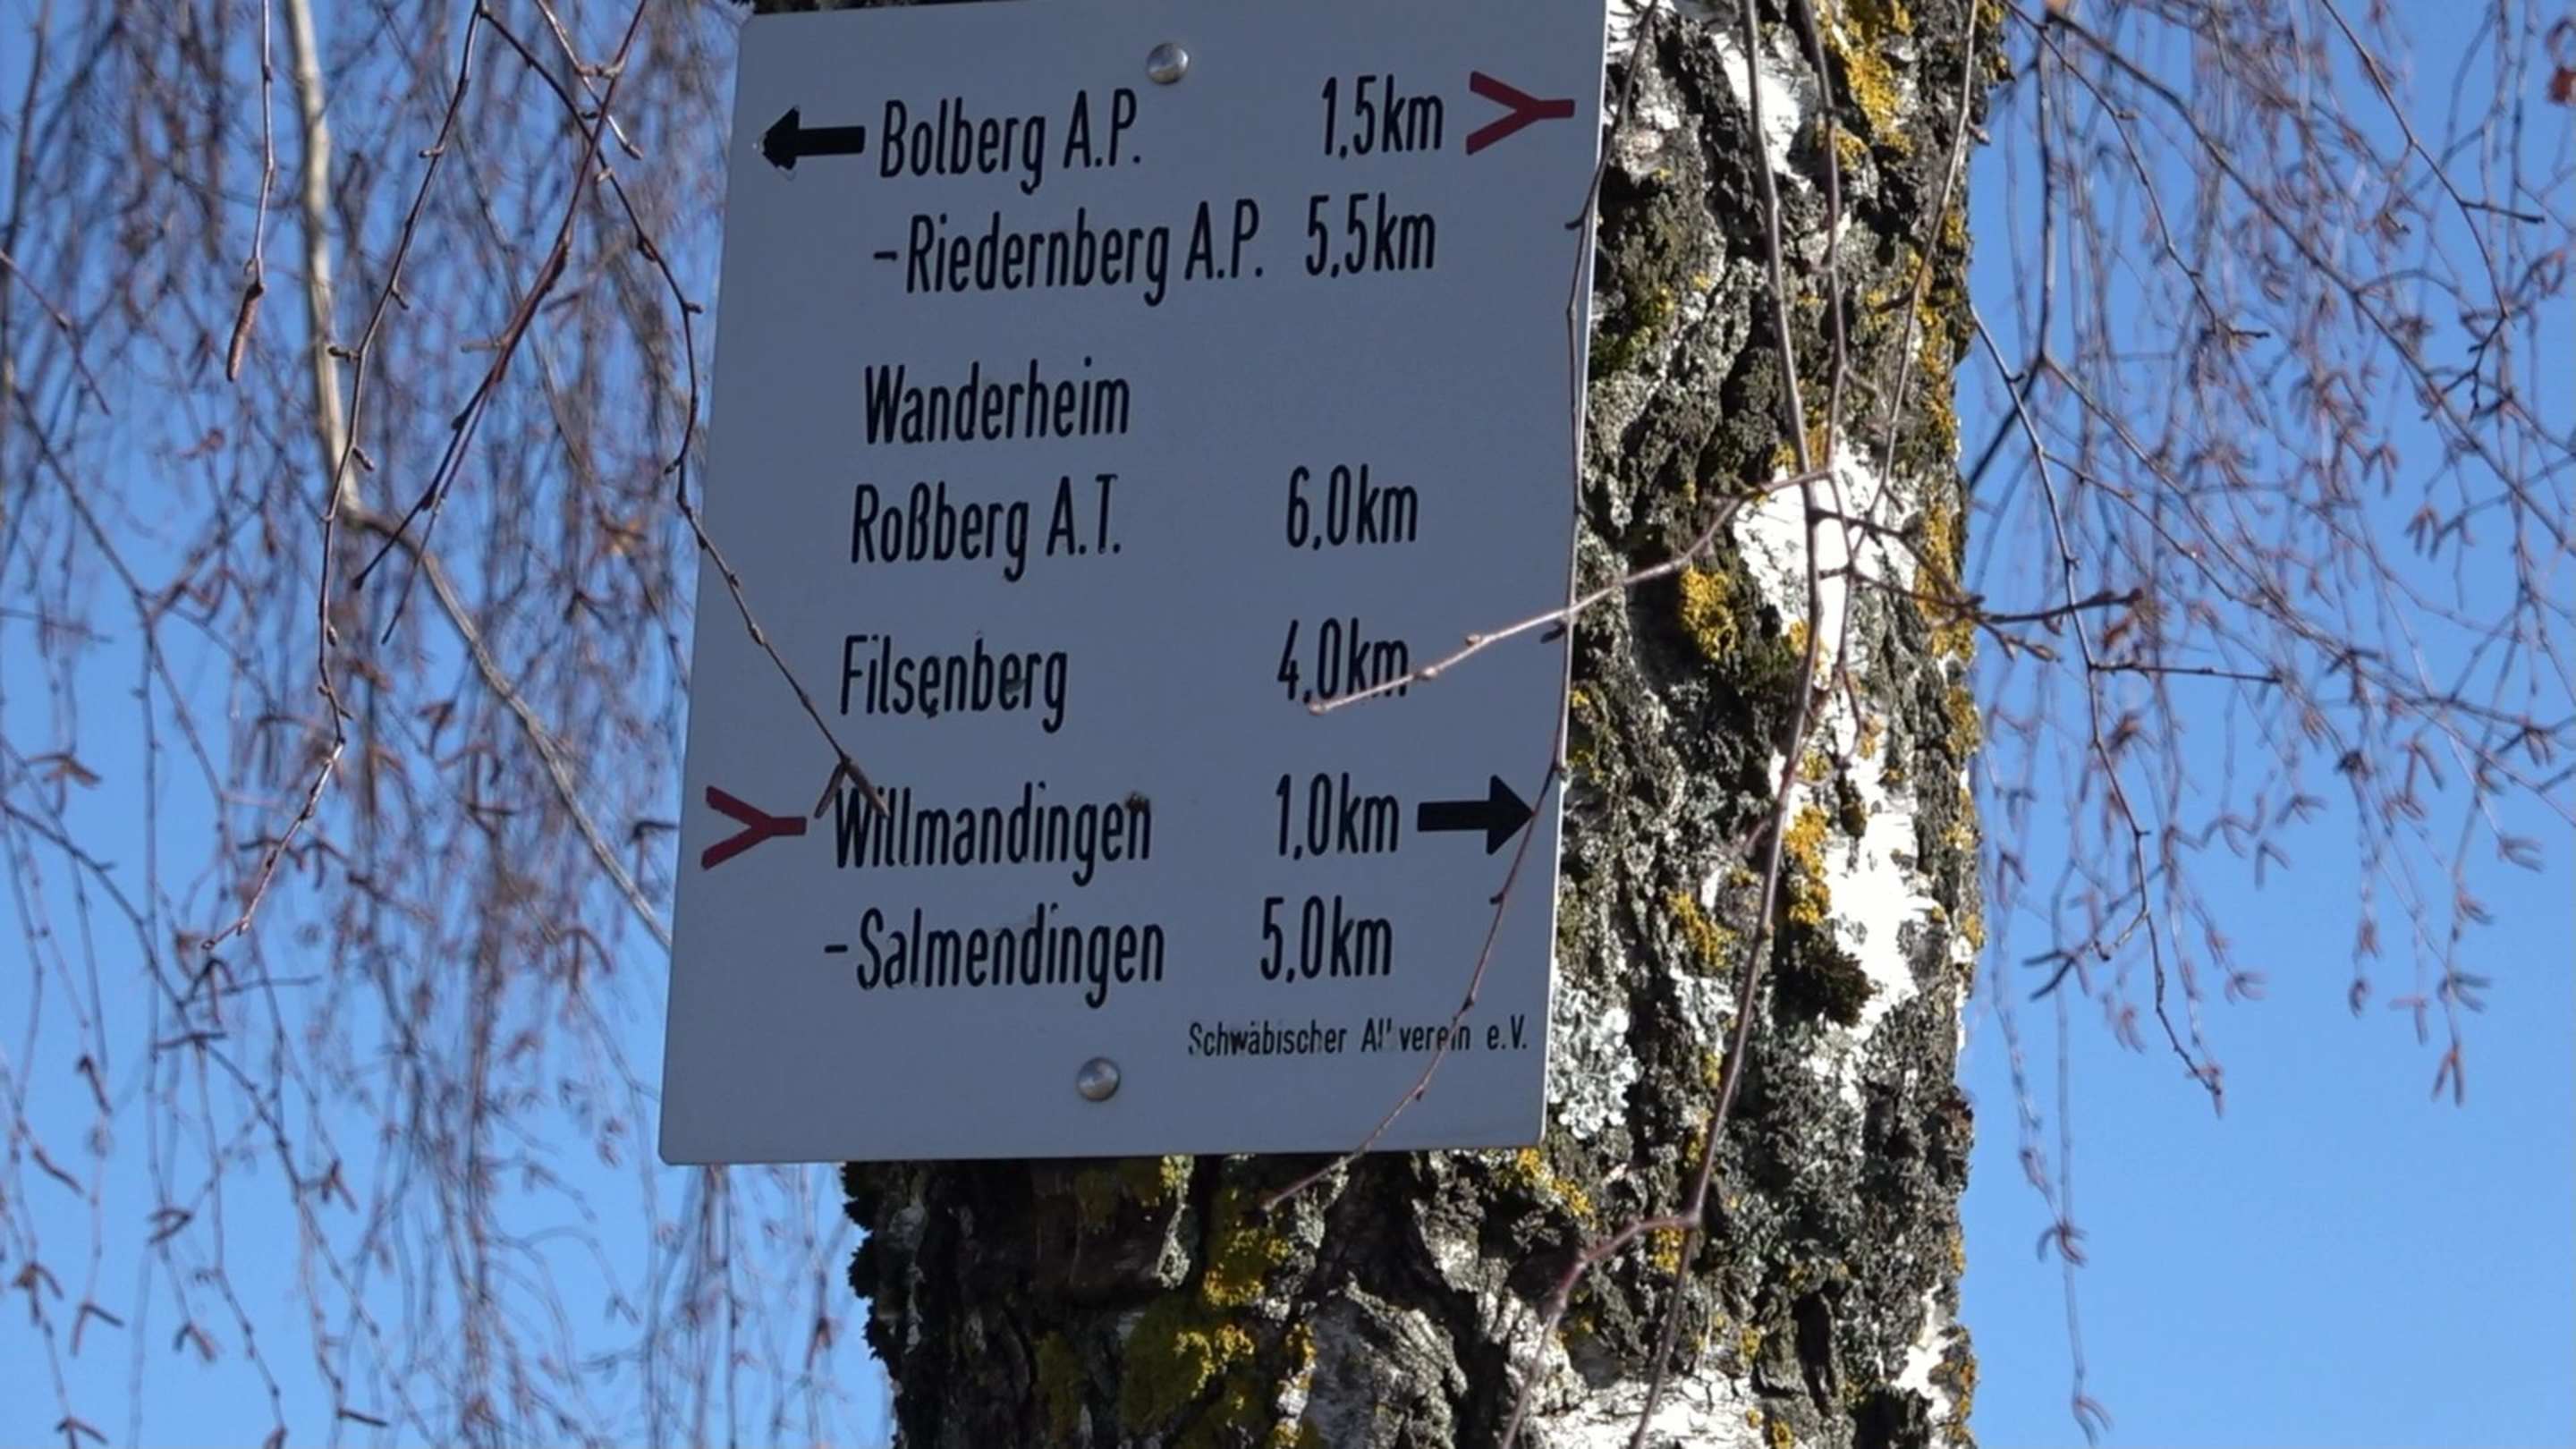 Bolberg A.P. 1,5km
-Riedernberg A.P. 5,5km
Wanderheim
Roßberg A.T. 6,0km
Filsenberg 4,0km
Willmandingen 1,0km
-Salmendingen 5,0km
Schwäbischer verein e.V.